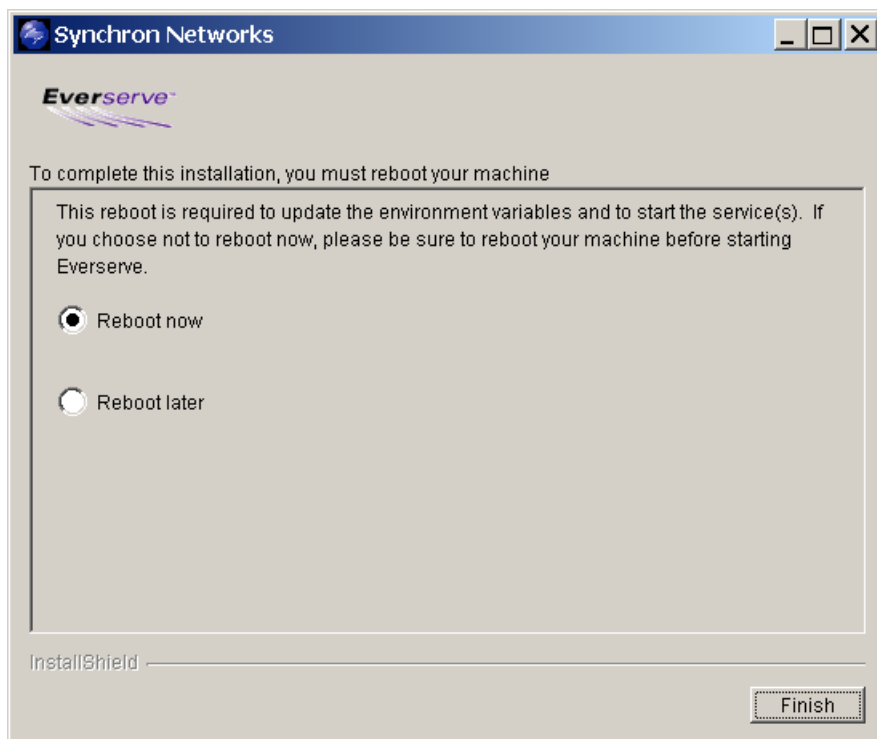 Synchron Networks
Everserve™
To complete this installation, you must reboot your machine
This reboot is required to update the environment variables and to start the service(s). If
you choose not to reboot now, please be sure to reboot your machine before starting
Everserve.
Reboot now
Reboot later
InstallShield
Finish